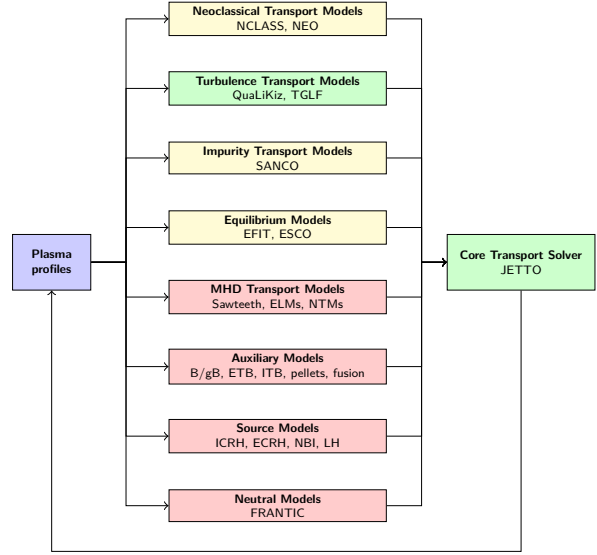 Neoclassical Transport Models
NCLASS, NEO
Turbulence Transport Models
QuaLiKiz, TGLF
Impurity Transport Models
SANCO
Equilibrium Models
EFIT, ESCO
Plasma
profiles
Core Transport Solver
JETTO
MHD Transport Models
Sawteeth, ELMs, NTMs
Auxiliary Models
B/gB, ETB, ITB, pellets, fusion
Source Models
ICRH, ECRH, NBI, LH
Neutral Models
FRANTIC